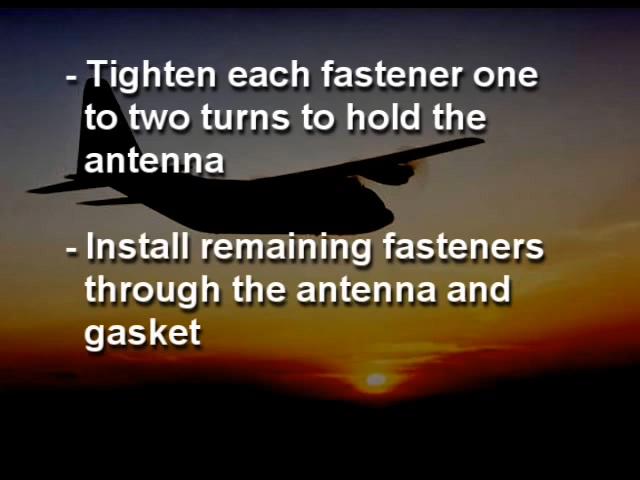 - Tighten each fastener one
to two turns to hold the
antenna
- Install remaining fasteners
through the antenna and
gasket